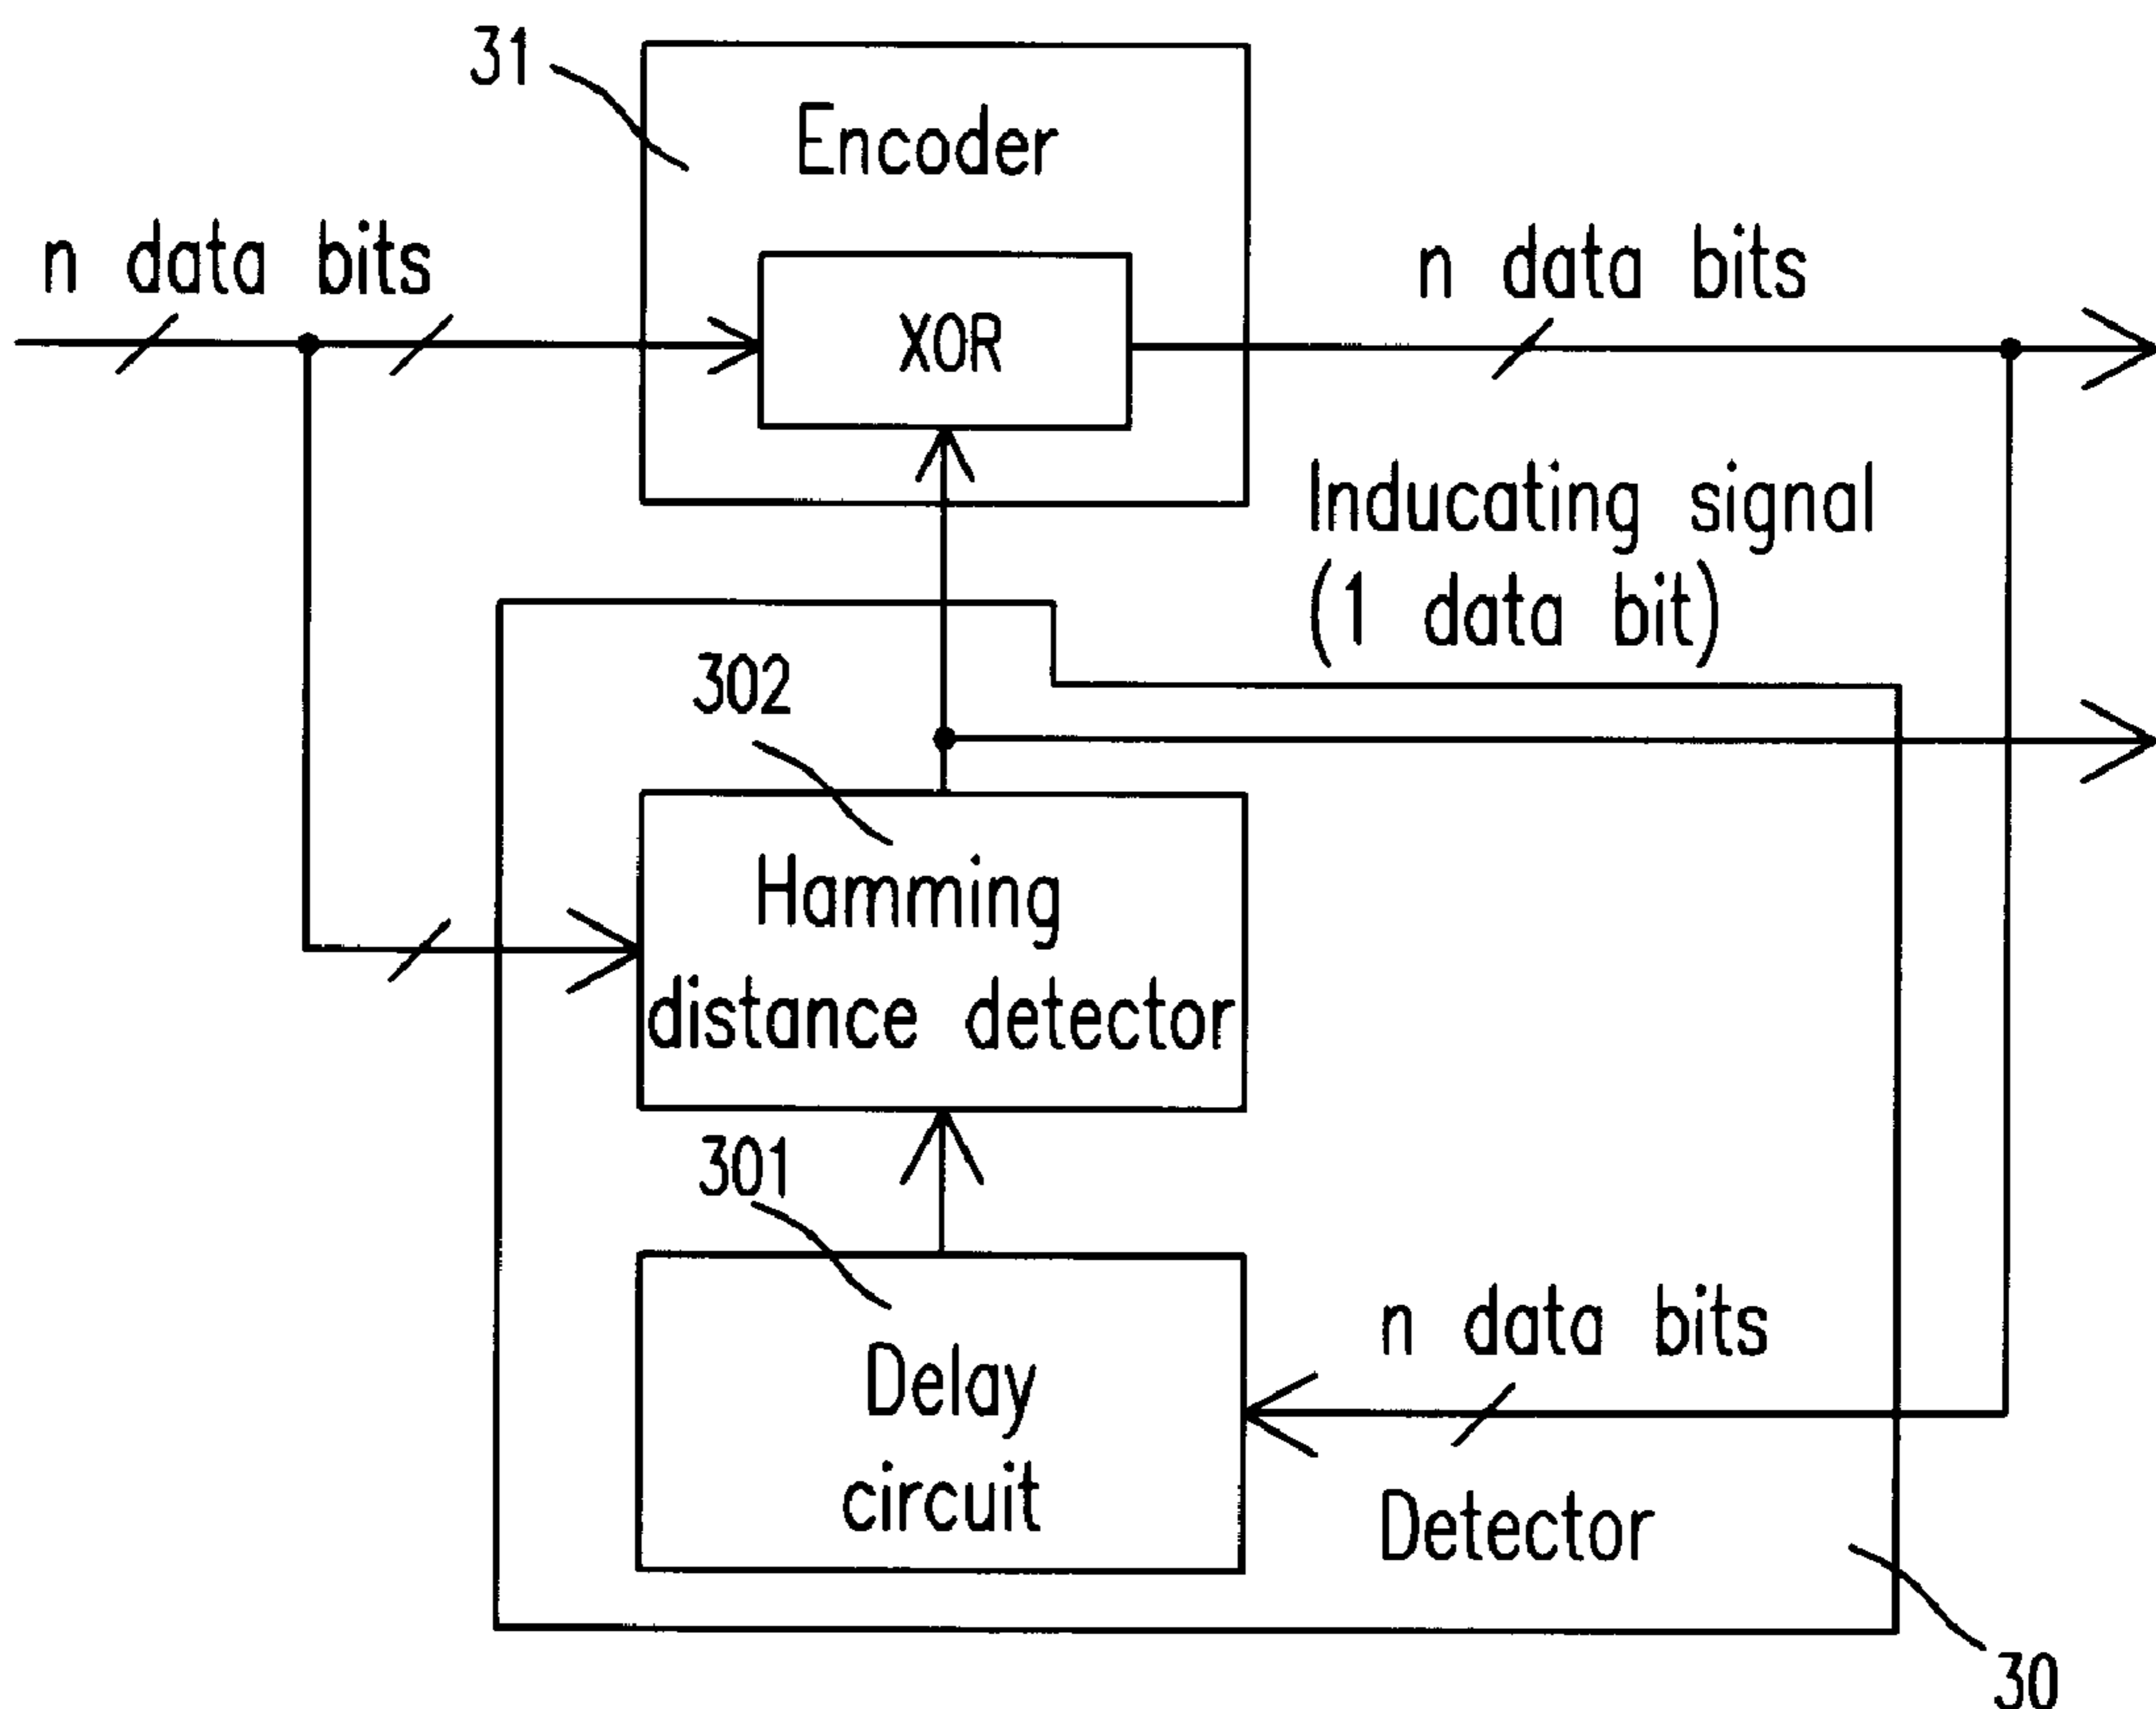 31
Encoder
n data bits
XOR
n data bits
Inducating signal
(1 data bit)
302
Hamming
distance detector
301
Delay
circuit
n data bits
Detector
30